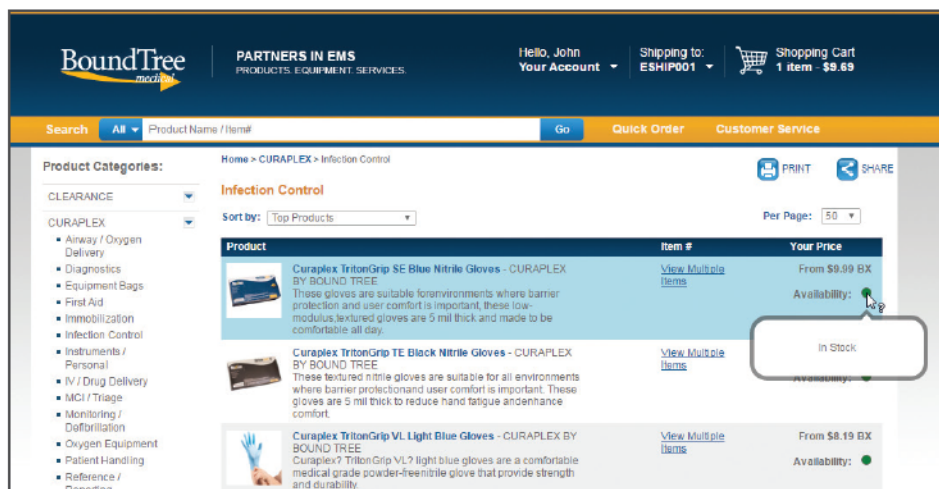 BoundTree
medical
PARTNERS IN EMS
PRODUCTS. EQUIPMENT. SERVICES.
Hello, John
Your Account
Shipping to:
ESHIP001
Shopping Cart
1 item - $9.69
Search
All
Product Name / Item#
Go
Quick Order
Customer Service
Product Categories:
CLEARANCE
CURAPLEX
Airway / Oxygen
Delivery
Diagnostics
Equipment Bags
First Aid
Immobilization
Infection Control
Instruments /
Personal
IV / Drug Delivery
MCI / Triage
Monitoring /
Defibrillation
Oxygen Equipment
Patient Handling
Reference /
Home > CURAPLEX > Infection Control
PRINT
SHARE
Infection Control
Sort by: Top Products
Per Page: 50
Product
Item #
Your Price
Curaplex TritonGrip SE Blue Nitrile Gloves - CURAPLEX
BY BOUND TREE
These gloves are suitable forenvironments where barrier
protection and user comfort is important, these low-
modulus,textured gloves are 5 mil thick and made to be
comfortable all day.
View Multiple
Items
From $9.99 BX
Availability:
In Stock
Curaplex TritonGrip TE Black Nitrile Gloves - CURAPLEX
BY BOUND TREE
These textured nitrile gloves are suitable for all environments
where barrier protectionand user comfort is important. These
gloves are 5 mil thick to reduce hand fatigue andenhance
comfort.
View Multiple
Items
Availability:
Curaplex TritonGrip VL Light Blue Gloves - CURAPLEX BY
BOUND TREE
Curaplex? TritonGrip VL? light blue gloves are a comfortable
medical grade powder-freenitrile glove that provide strength
and durability.
View Multiple
Items
From $8.19 BX
Availability: